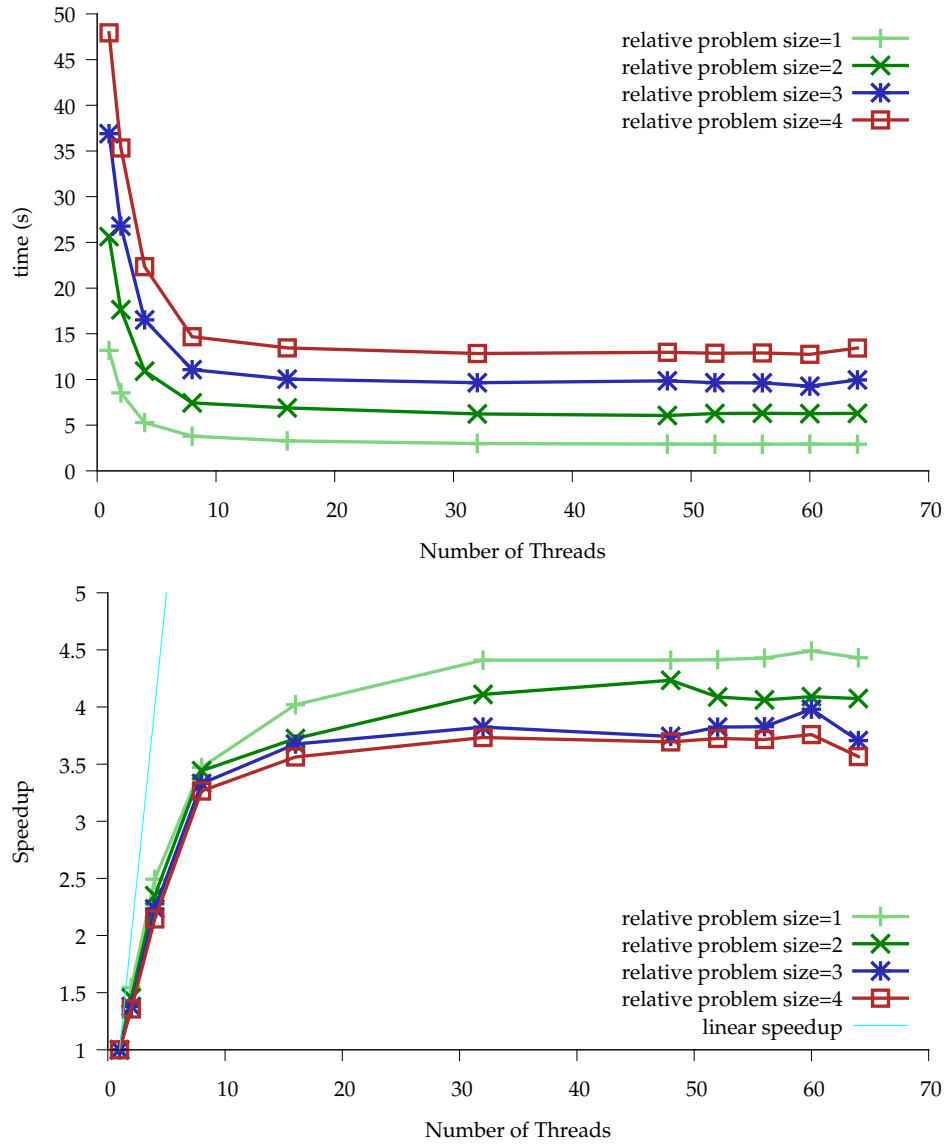 50
45
40
35
30
25
20
15
10
5
0
time (s)
relative problem size=1
relative problem size=2
relative problem size=3
relative problem size=4
0 10 20 30 40 50 60 70
Number of Threads
5
4.5
4
3.5
3
2.5
2
1.5
1
Speedup
relative problem size=1
relative problem size=2
relative problem size=3
relative problem size=4
linear speedup
0 10 20 30 40 50 60 70
Number of Threads